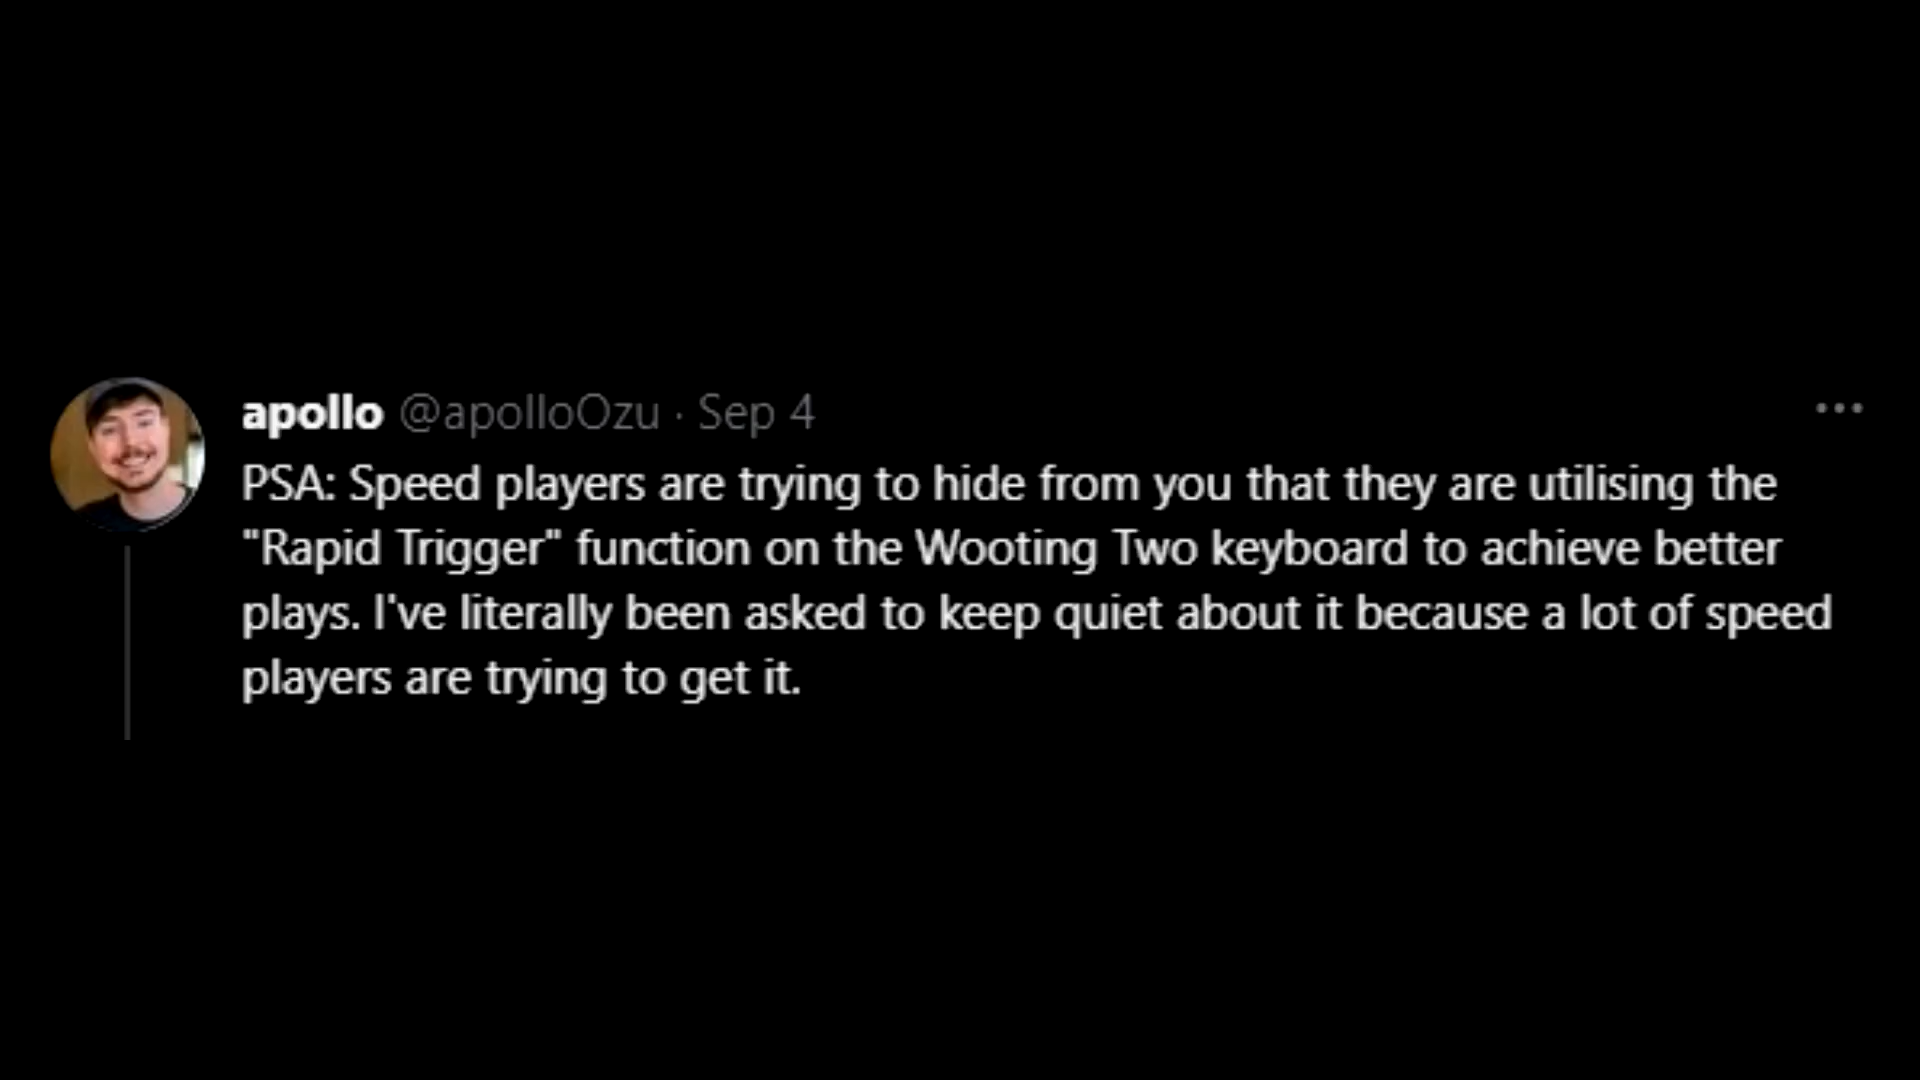 apollo @apolloOzu · Sep 4
PSA: Speed players are trying to hide from you that they are utilising the
"Rapid Trigger" function on the Wooting Two keyboard to achieve better
plays. I've literally been asked to keep quiet about it because a lot of speed
players are trying to get it.